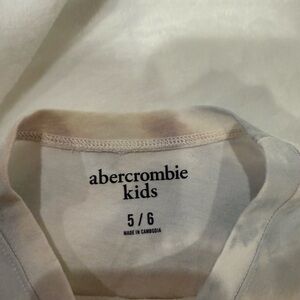 abercrombie
kids
5 / 6
MADE IN CAMBODIA